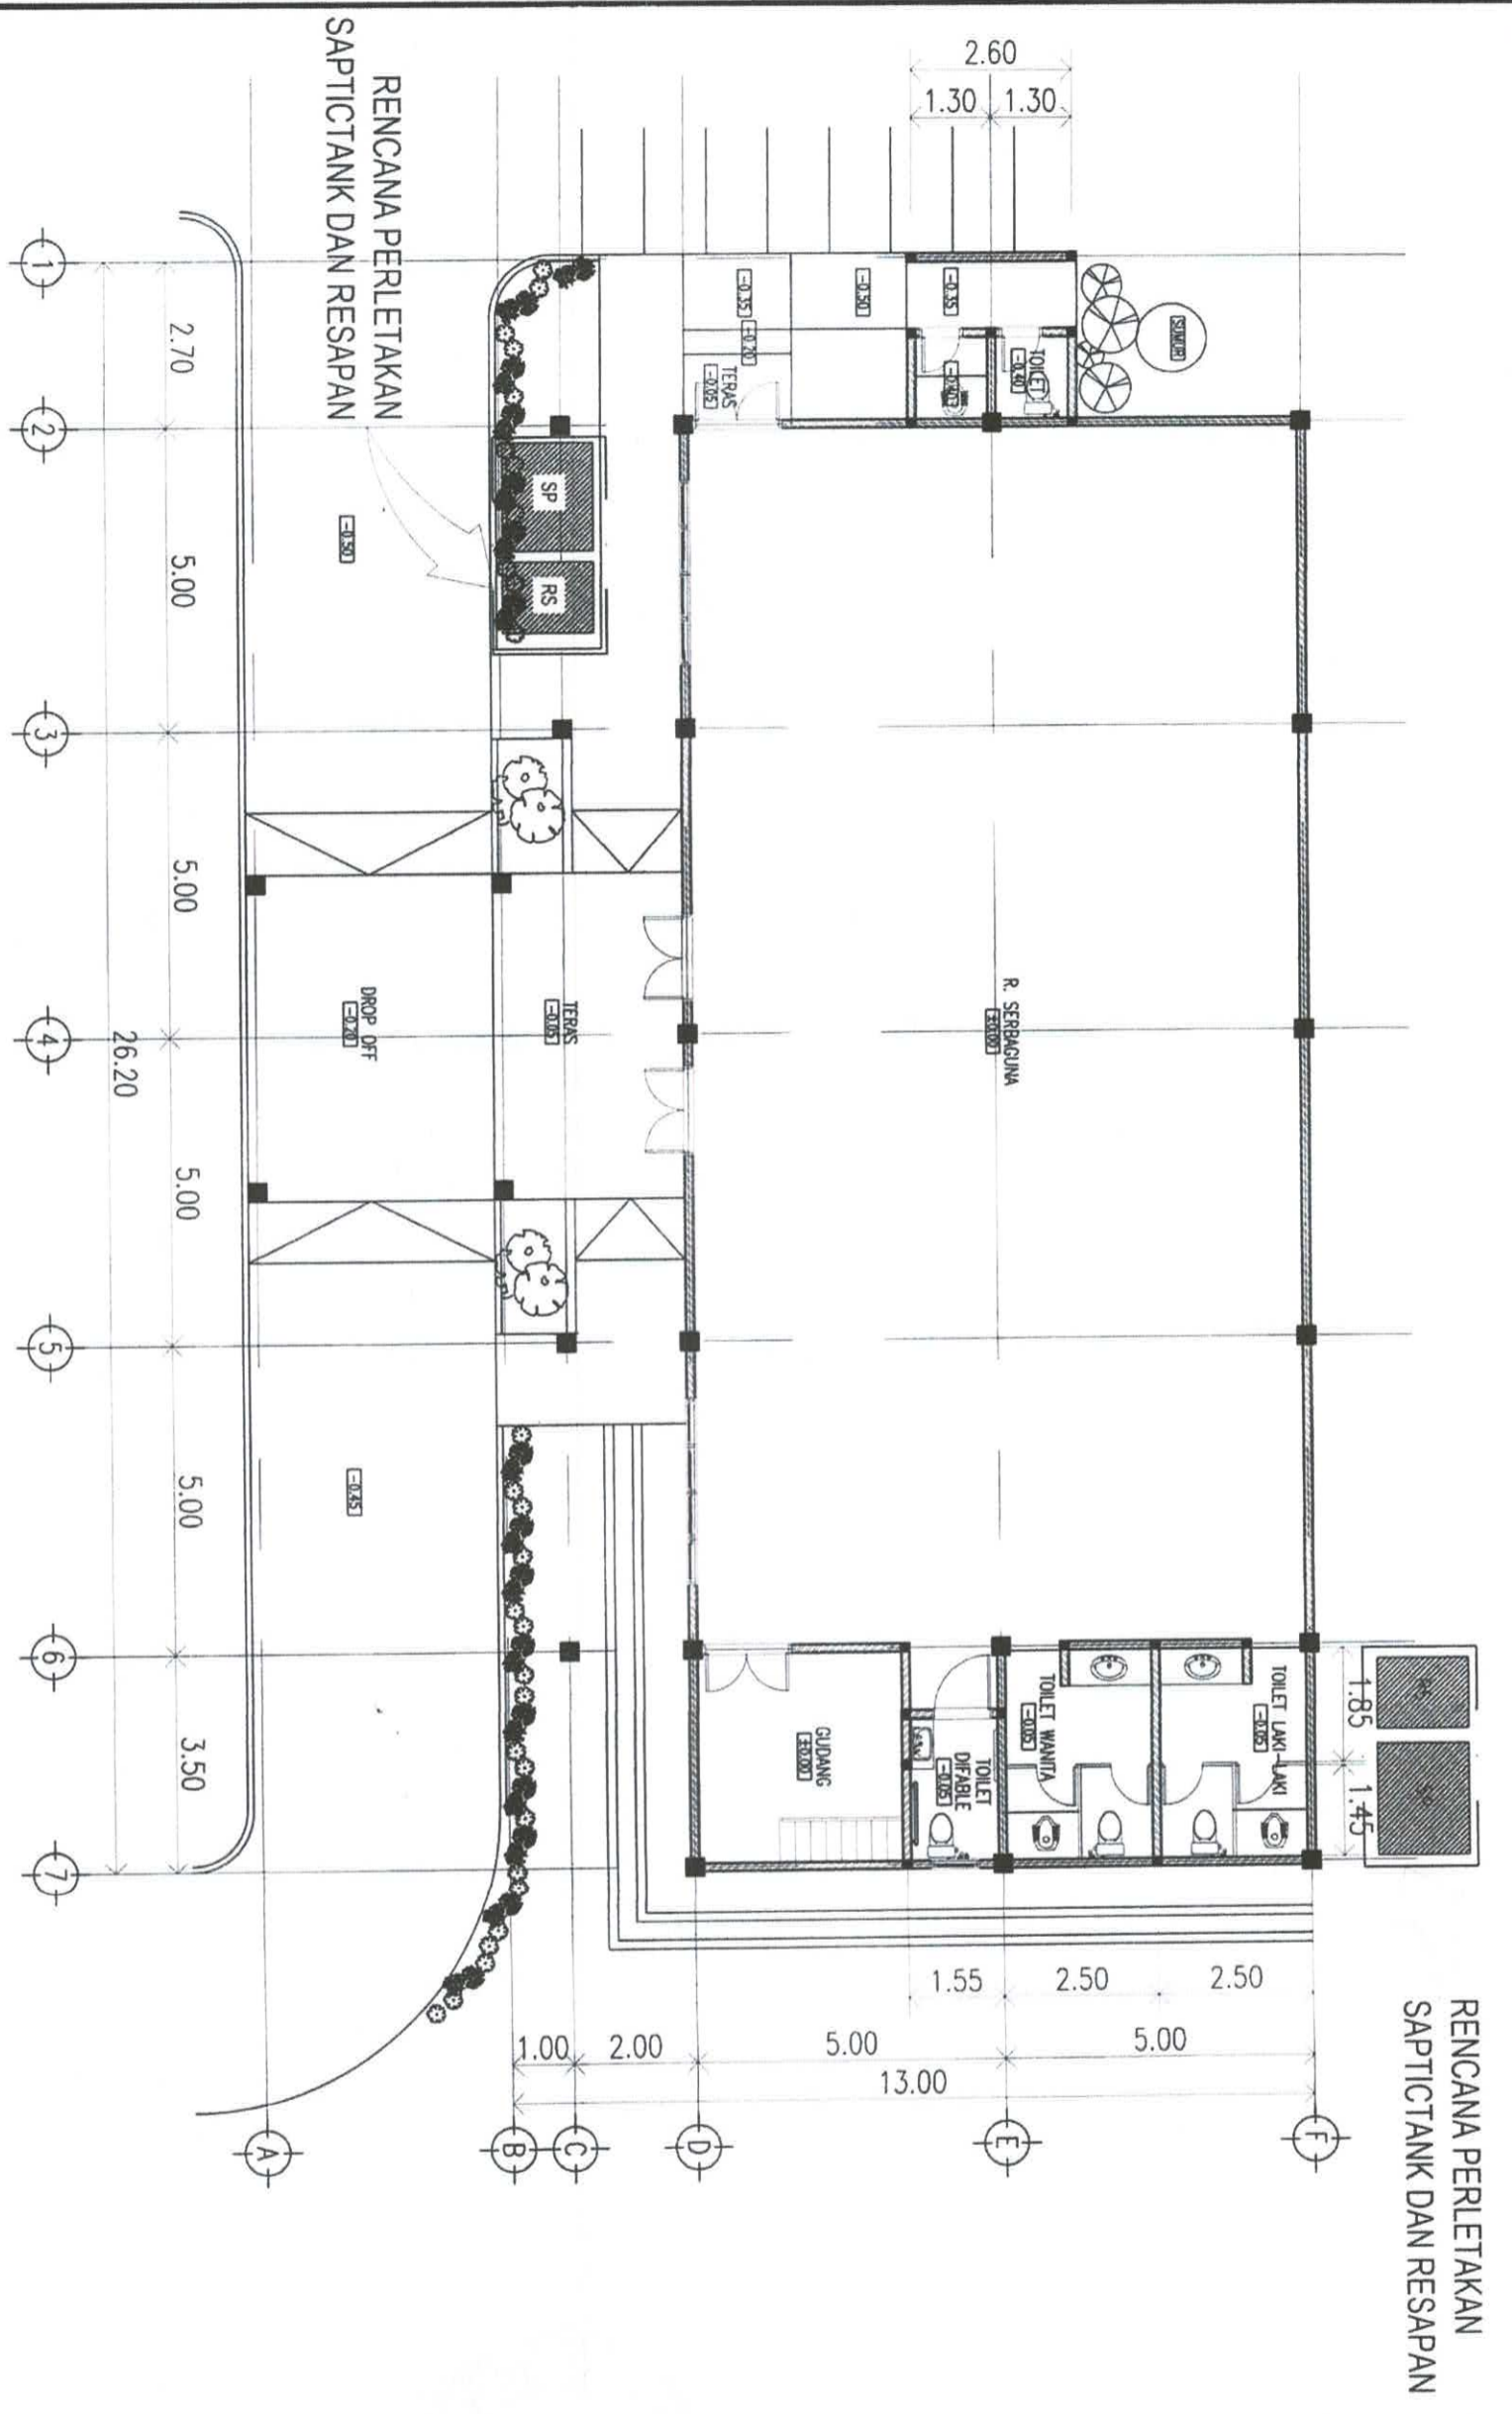 RENCANA PERLETAKAN
SAPTICTANK DAN RESAPAN
2.60
1.30
1.30
SUMUR
-0.35
-0.50
-0.35
-0.20
TERAS
-0.05
TOILET
-0.40
SP
RS
-0.50
R. SERBAGUNA
±0.00
TERAS
-0.05
DROP OFF
-0.20
-0.45
GUDANG
±0.00
TOILET
DIFABLE
-0.05
TOILET WANITA
-0.05
TOILET LAKI-LAKI
-0.05
1.85
1.45
RENCANA PERLETAKAN
SAPTICTANK DAN RESAPAN
1
2
3
4
5
6
7
2.70
5.00
5.00
5.00
5.00
3.50
26.20
1.55
2.50
2.50
1.00
2.00
5.00
5.00
13.00
A
B
C
D
E
F